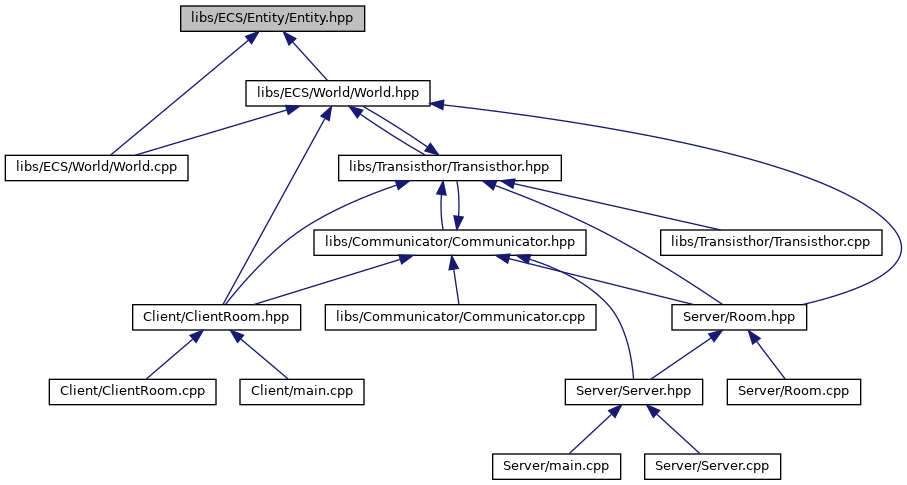 libs/ECS/Entity/Entity.hpp
libs/ECS/World/World.hpp
libs/ECS/World/World.cpp
libs/Transisthor/Transisthor.hpp
libs/Communicator/Communicator.hpp
libs/Transisthor/Transisthor.cpp
Client/ClientRoom.hpp
libs/Communicator/Communicator.cpp
Server/Room.hpp
Client/ClientRoom.cpp
Client/main.cpp
Server/Server.hpp
Server/Room.cpp
Server/main.cpp
Server/Server.cpp